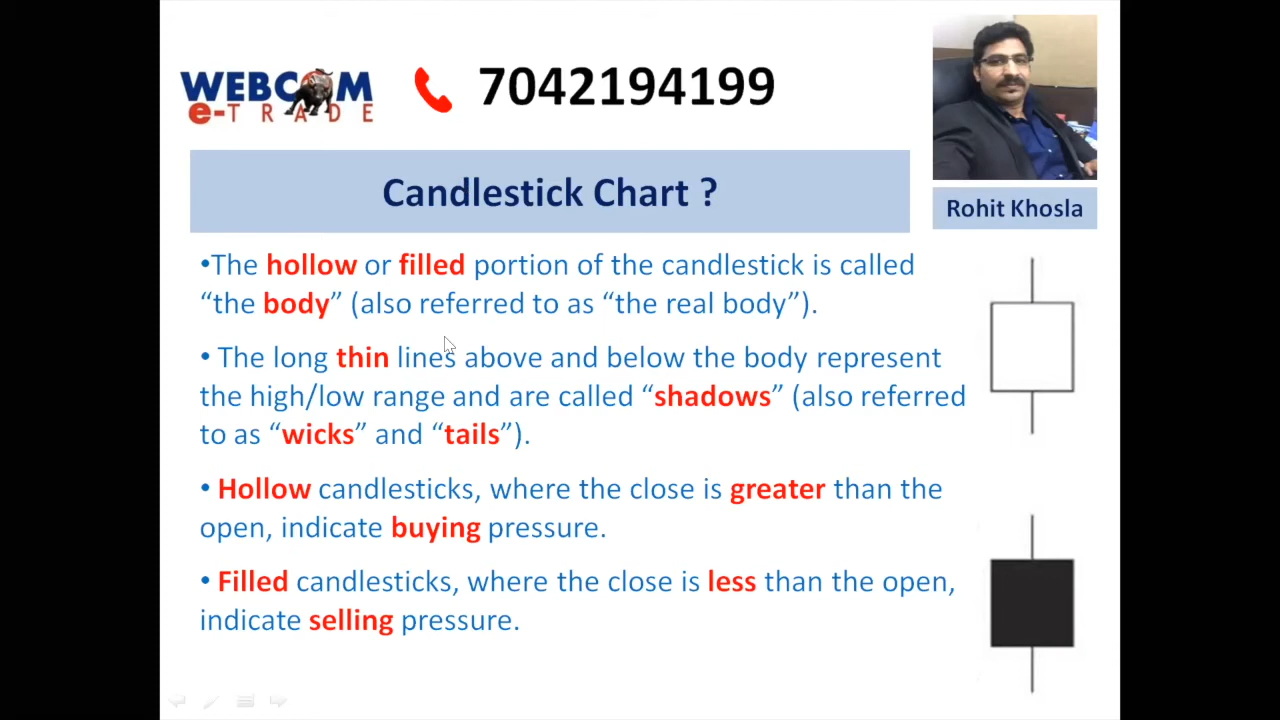 WEBCOM
e-TRADE
7042194199
Candlestick Chart ?
Rohit Khosla
•The hollow or filled portion of the candlestick is called
“the body” (also referred to as “the real body”).
• The long thin lines above and below the body represent
the high/low range and are called “shadows” (also referred
to as “wicks” and “tails”).
• Hollow candlesticks, where the close is greater than the
open, indicate buying pressure.
• Filled candlesticks, where the close is less than the open,
indicate selling pressure.